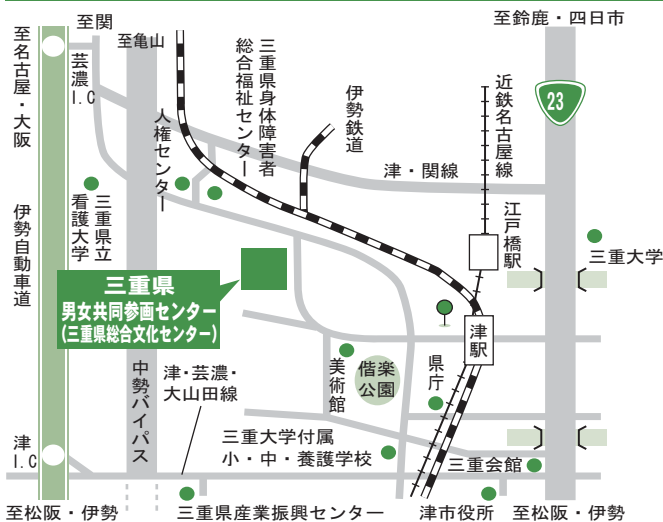 至関
至鈴鹿・四日市
至名古屋・大阪
至亀山
芸濃
I.C
人権センター
三重県身体障害者
総合福祉センター
伊勢鉄道
近鉄名古屋線
23
津・関線
三重県立
看護大学
伊勢自動車道
江戸橋駅
三重大学
三重県
男女共同参画センター
(三重県総合文化センター)
津駅
中勢バイパス
津・芸濃・
大山田線
美術館
偕楽
公園
県庁
三重大学付属
小・中・養護学校
三重会館
津
I.C
至松阪・伊勢
三重県産業振興センター
津市役所
至松阪・伊勢